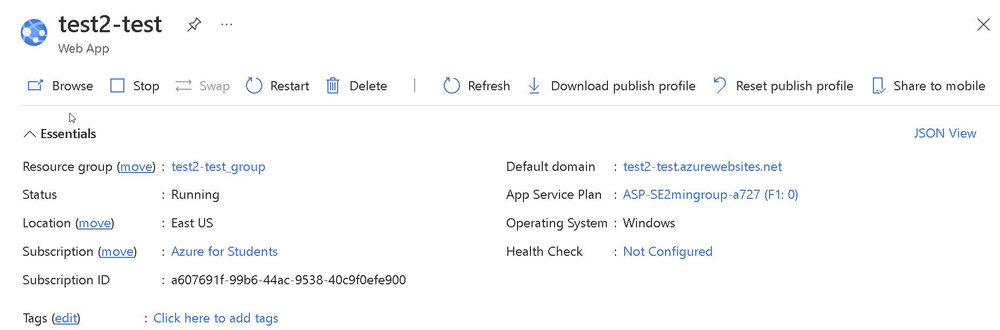 test2-test
Web App
Browse Stop Swap Restart Delete | Refresh Download publish profile Reset publish profile Share to mobile
Essentials JSON View
Resource group (move) : test2-test_group Default domain : test2-test.azurewebsites.net
Status : Running App Service Plan : ASP-SE2mingroup-a727 (F1: 0)
Location (move) : East US Operating System : Windows
Subscription (move) : Azure for Students Health Check : Not Configured
Subscription ID : a607691f-99b6-44ac-9538-40c9f0efe900
Tags (edit) : Click here to add tags